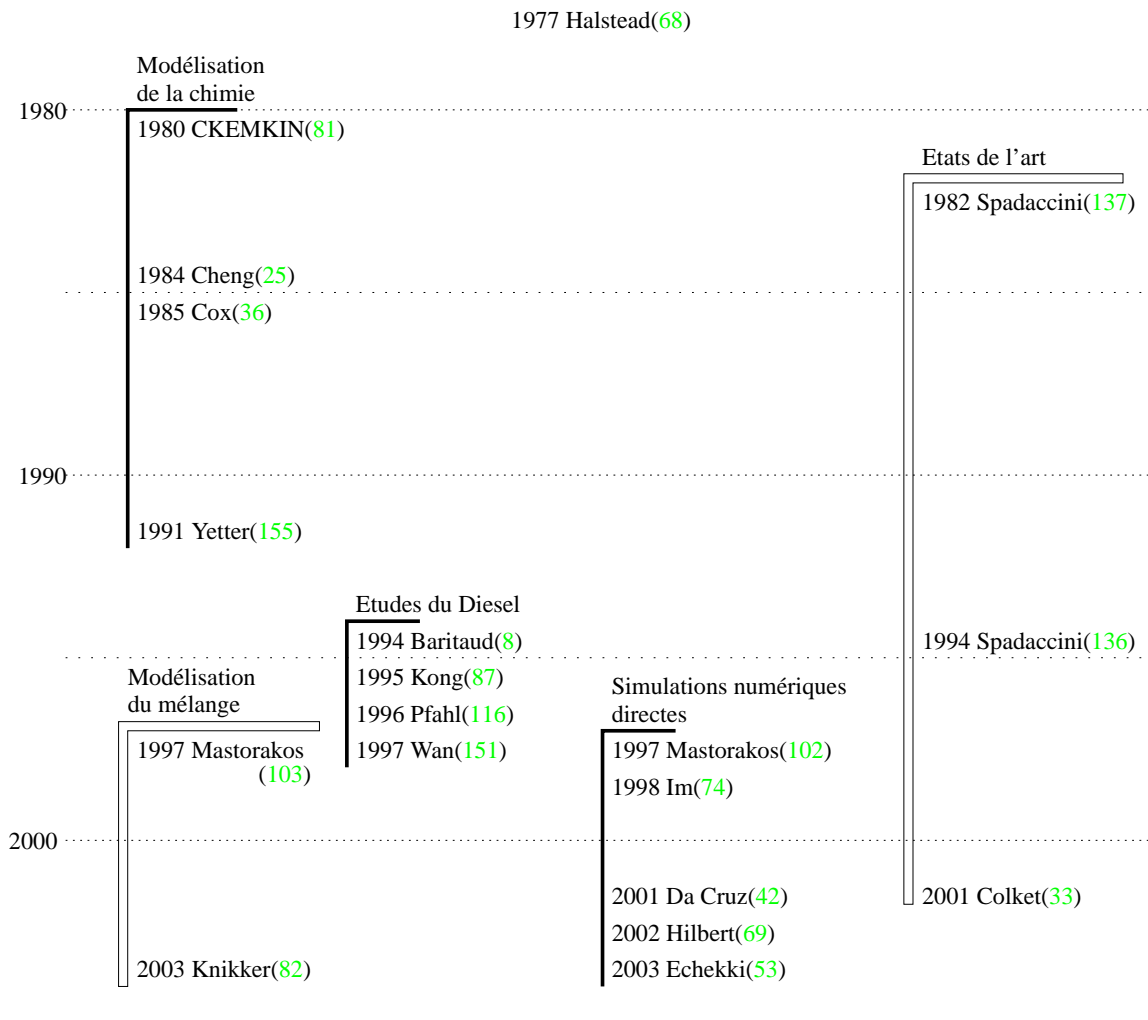 1977 Halstead(68)
Modélisation
de la chimie
1980
1980 CKEMKIN(81)
Etats de l'art
1982 Spadaccini(137)
1984 Cheng(25)
1985 Cox(36)
1990
1991 Yetter(155)
Etudes du Diesel
1994 Baritaud(8)
1994 Spadaccini(136)
1995 Kong(87)
1996 Pfahl(116)
1997 Wan(151)
Modélisation
du mélange
1997 Mastorakos
(103)
Simulations numériques
directes
1997 Mastorakos(102)
1998 Im(74)
2000
2001 Da Cruz(42)
2001 Colket(33)
2002 Hilbert(69)
2003 Echekki(53)
2003 Knikker(82)